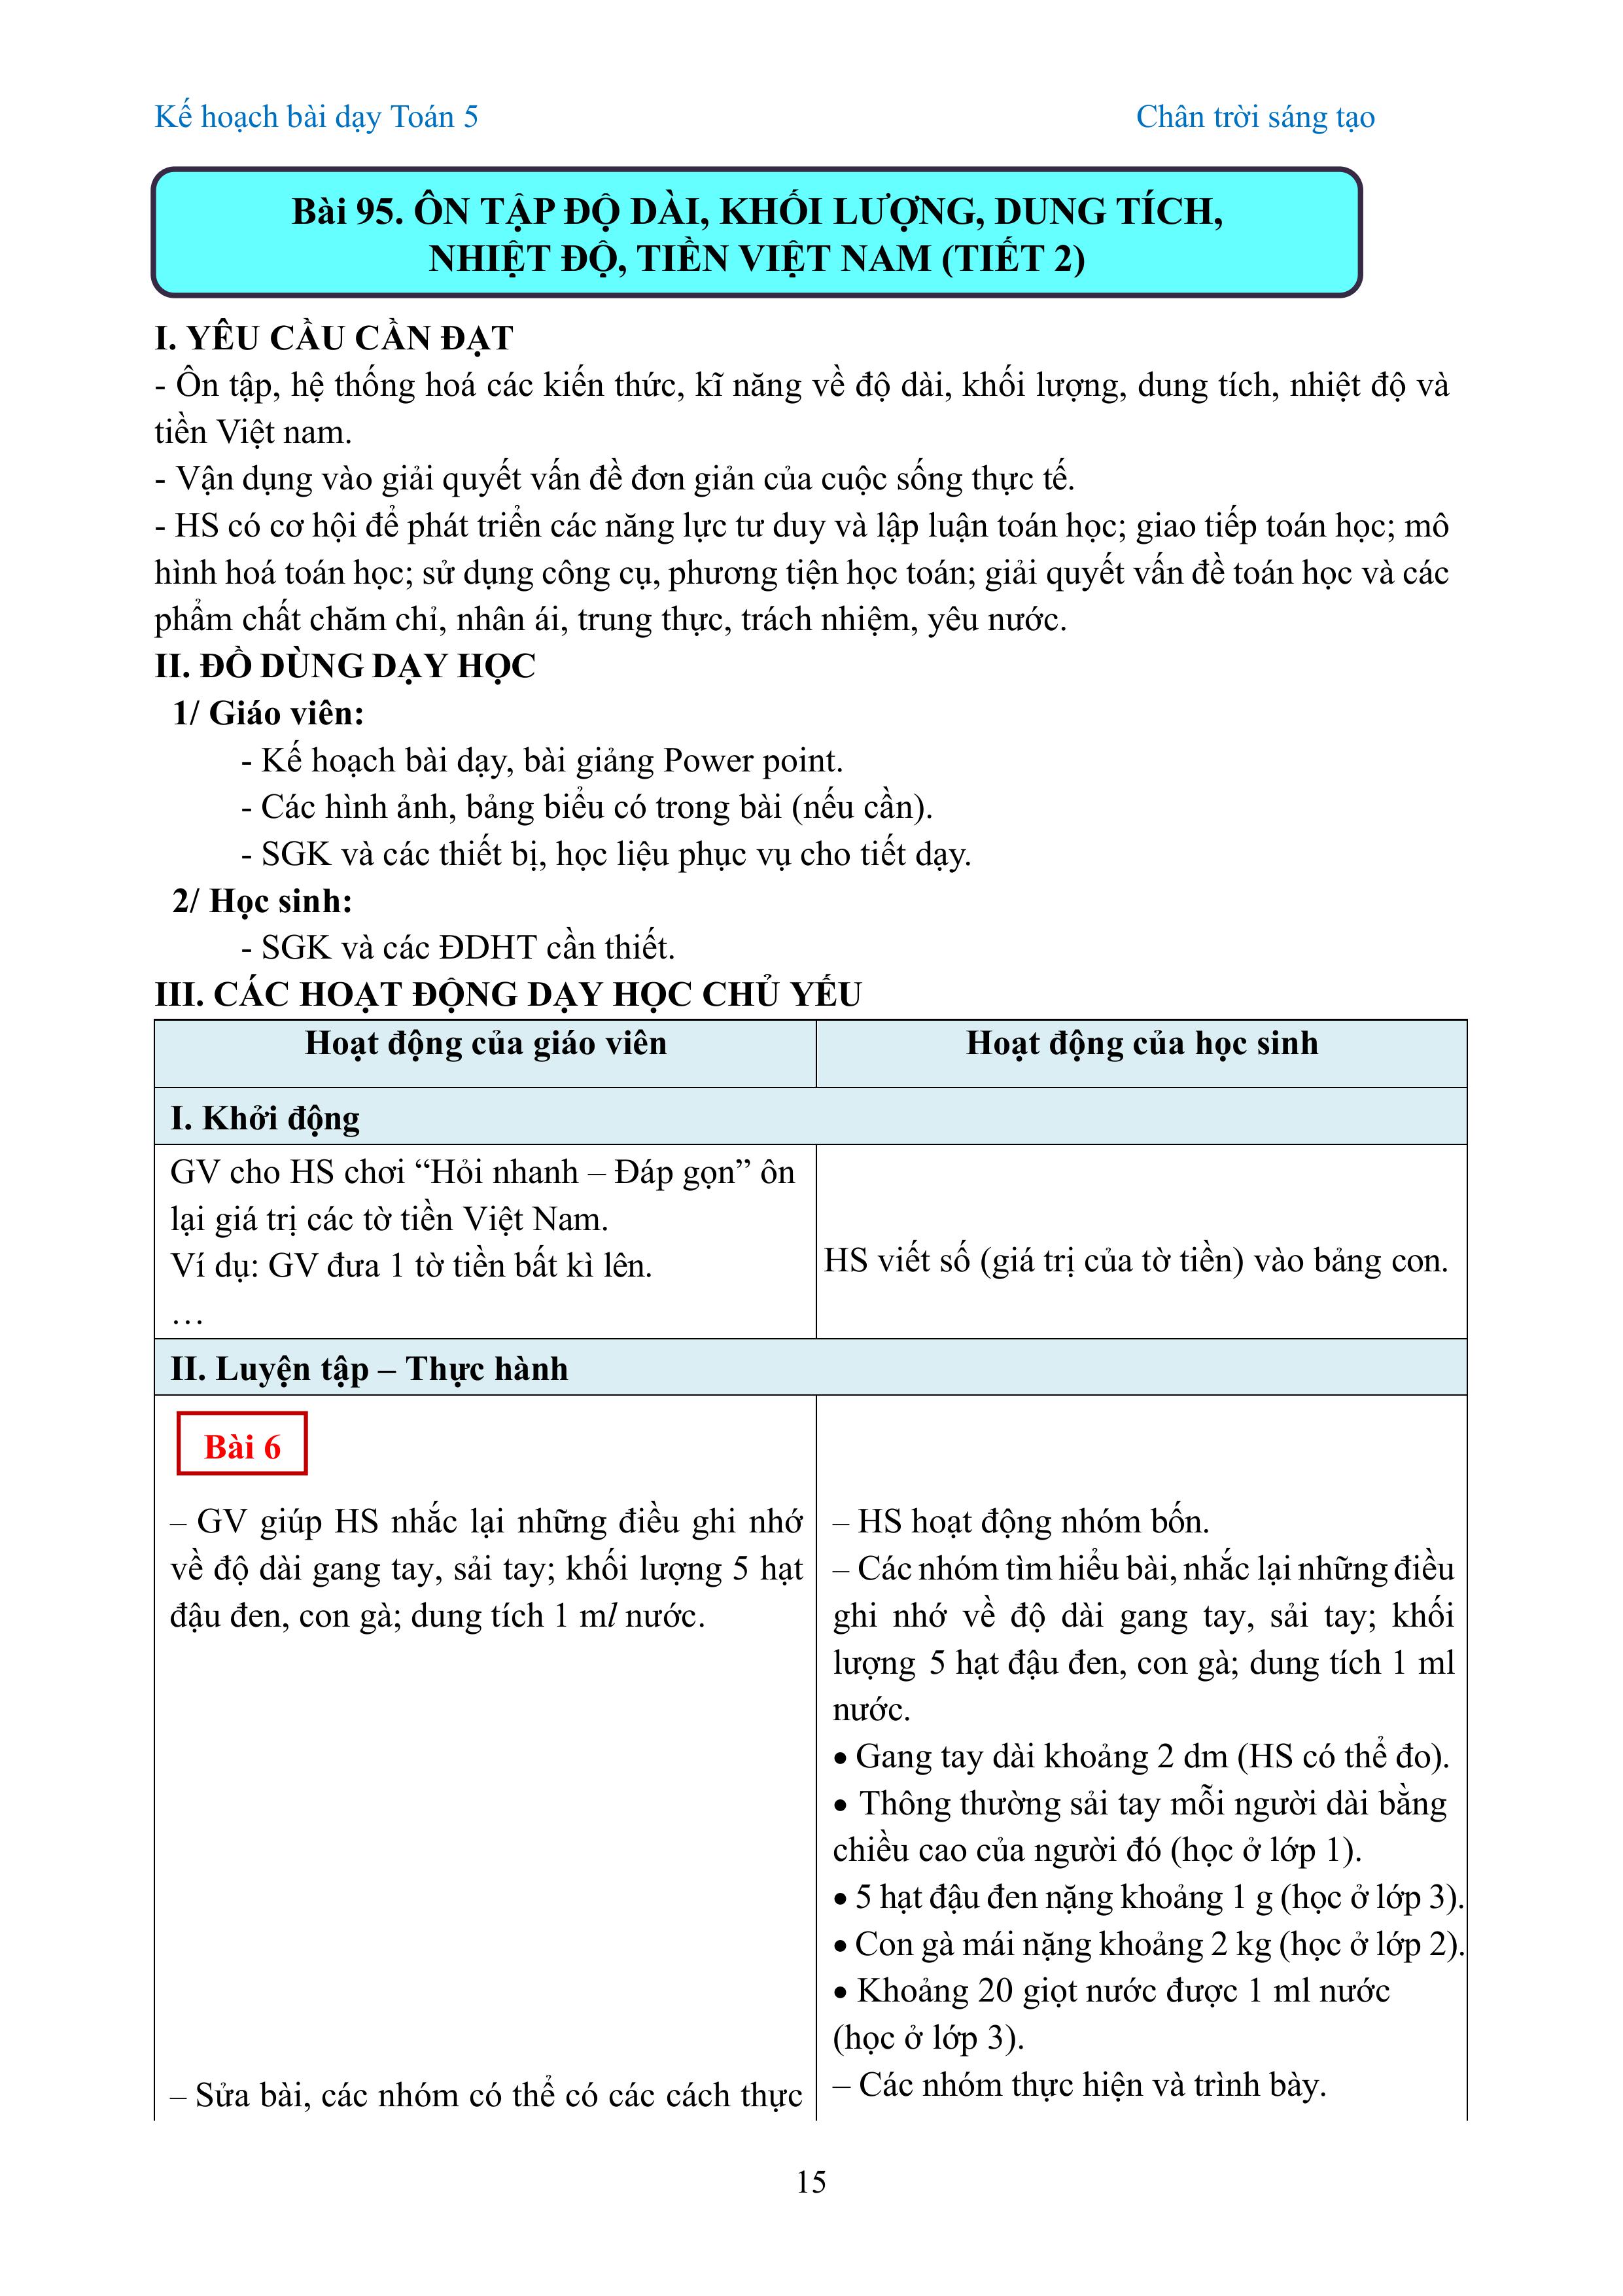 Kế hoạch bài dạy Toán 5 Chân trời sáng tạo
Bài 95. ÔN TẬP ĐỘ DÀI, KHỐI LƯỢNG, DUNG TÍCH,
NHIỆT ĐỘ, TIỀN VIỆT NAM (TIẾT 2)
I. YÊU CẦU CẦN ĐẠT
- Ôn tập, hệ thống hoá các kiến thức, kĩ năng về độ dài, khối lượng, dung tích, nhiệt độ và
tiền Việt nam.
- Vận dụng vào giải quyết vấn đề đơn giản của cuộc sống thực tế.
- HS có cơ hội để phát triển các năng lực tư duy và lập luận toán học; giao tiếp toán học; mô
hình hoá toán học; sử dụng công cụ, phương tiện học toán; giải quyết vấn đề toán học và các
phẩm chất chăm chỉ, nhân ái, trung thực, trách nhiệm, yêu nước.
II. ĐỒ DÙNG DẠY HỌC
1/ Giáo viên:
- Kế hoạch bài dạy, bài giảng Power point.
- Các hình ảnh, bảng biểu có trong bài (nếu cần).
- SGK và các thiết bị, học liệu phục vụ cho tiết dạy.
2/ Học sinh:
- SGK và các ĐDHT cần thiết.
III. CÁC HOẠT ĐỘNG DẠY HỌC CHỦ YẾU
Hoạt động của giáo viên
Hoạt động của học sinh
I. Khởi động
GV cho HS chơi “Hỏi nhanh – Đáp gọn” ôn
lại giá trị các tờ tiền Việt Nam.
Ví dụ: GV đưa 1 tờ tiền bất kì lên.
…
HS viết số (giá trị của tờ tiền) vào bảng con.
II. Luyện tập – Thực hành
Bài 6
– GV giúp HS nhắc lại những điều ghi nhớ
về độ dài gang tay, sải tay; khối lượng 5 hạt
đậu đen, con gà; dung tích 1 ml nước.
– Sửa bài, các nhóm có thể có các cách thực
– HS hoạt động nhóm bốn.
– Các nhóm tìm hiểu bài, nhắc lại những điều
ghi nhớ về độ dài gang tay, sải tay; khối
lượng 5 hạt đậu đen, con gà; dung tích 1 ml
nước.
• Gang tay dài khoảng 2 dm (HS có thể đo).
• Thông thường sải tay mỗi người dài bằng
chiều cao của người đó (học ở lớp 1).
• 5 hạt đậu đen nặng khoảng 1 g (học ở lớp 3).
• Con gà mái nặng khoảng 2 kg (học ở lớp 2).
• Khoảng 20 giọt nước được 1 ml nước
(học ở lớp 3).
– Các nhóm thực hiện và trình bày.
15